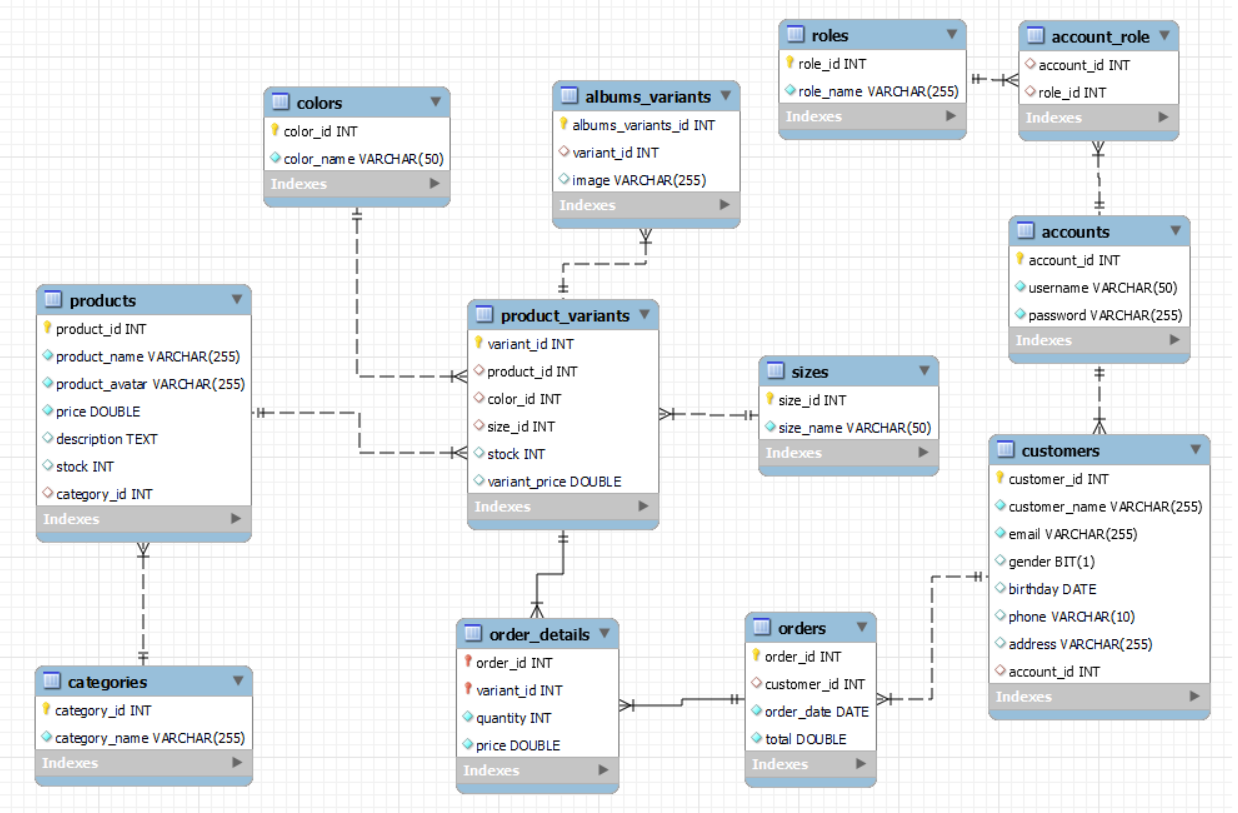 roles
role_id INT
role_name VARCHAR(255)
Indexes
account_role
account_id INT
role_id INT
Indexes
colors
color_id INT
color_name VARCHAR(50)
Indexes
albums_variants
albums_variants_id INT
variant_id INT
image VARCHAR(255)
Indexes
accounts
account_id INT
username VARCHAR(50)
password VARCHAR(255)
Indexes
products
product_id INT
product_name VARCHAR(255)
product_avatar VARCHAR(255)
price DOUBLE
description TEXT
stock INT
category_id INT
Indexes
product_variants
variant_id INT
product_id INT
color_id INT
size_id INT
stock INT
variant_price DOUBLE
Indexes
sizes
size_id INT
size_name VARCHAR(50)
Indexes
customers
customer_id INT
customer_name VARCHAR(255)
email VARCHAR(255)
gender BIT(1)
birthday DATE
phone VARCHAR(10)
address VARCHAR(255)
account_id INT
Indexes
categories
category_id INT
category_name VARCHAR(255)
Indexes
order_details
order_id INT
variant_id INT
quantity INT
price DOUBLE
Indexes
orders
order_id INT
customer_id INT
order_date DATE
total DOUBLE
Indexes